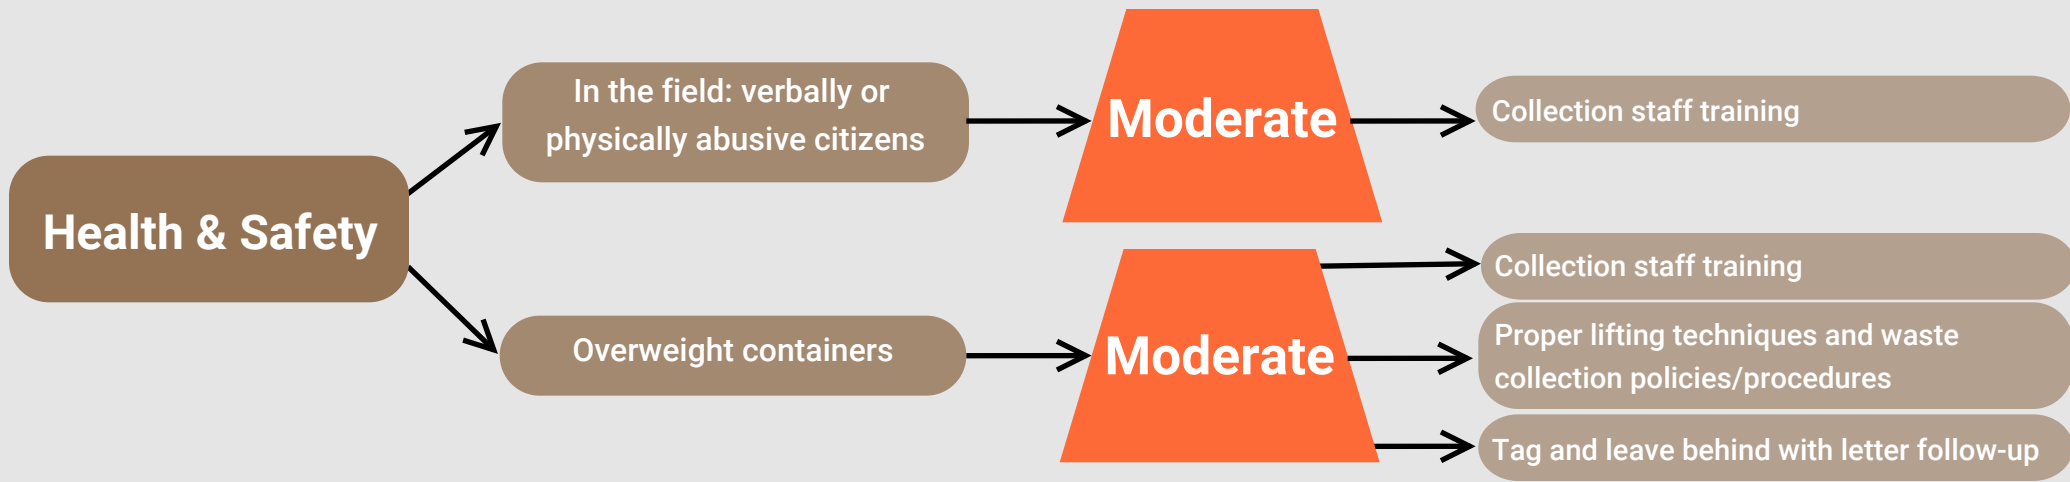 Health & Safety
In the field: verbally or
physically abusive citizens
Moderate
Collection staff training
Overweight containers
Moderate
Collection staff training
Proper lifting techniques and waste
collection policies/procedures
Tag and leave behind with letter follow-up